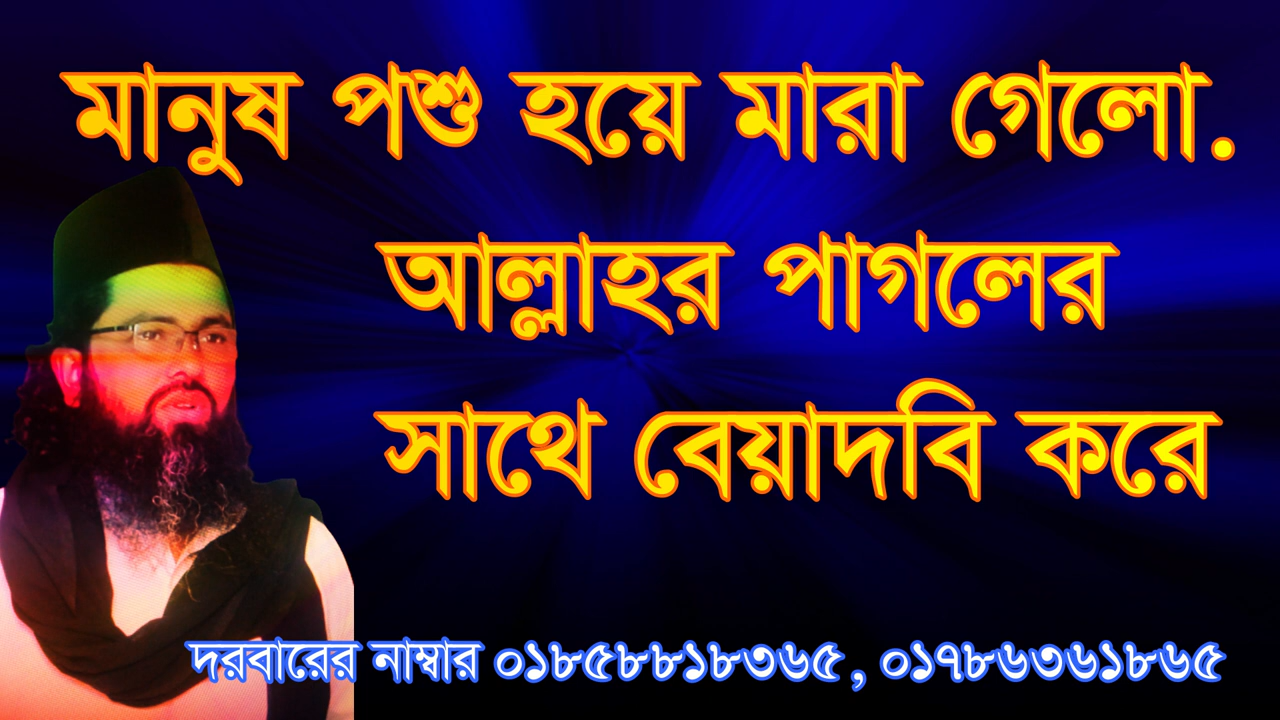 মানুষ পশু হয়ে মারা গেলো.
আল্লাহর পাগলের
সাথে বেয়াদবি করে
দরবারের নাম্বার ০১৮৫৮৮১৮৩৬৫, ০১৭৮৬৩৬১৮৬৫